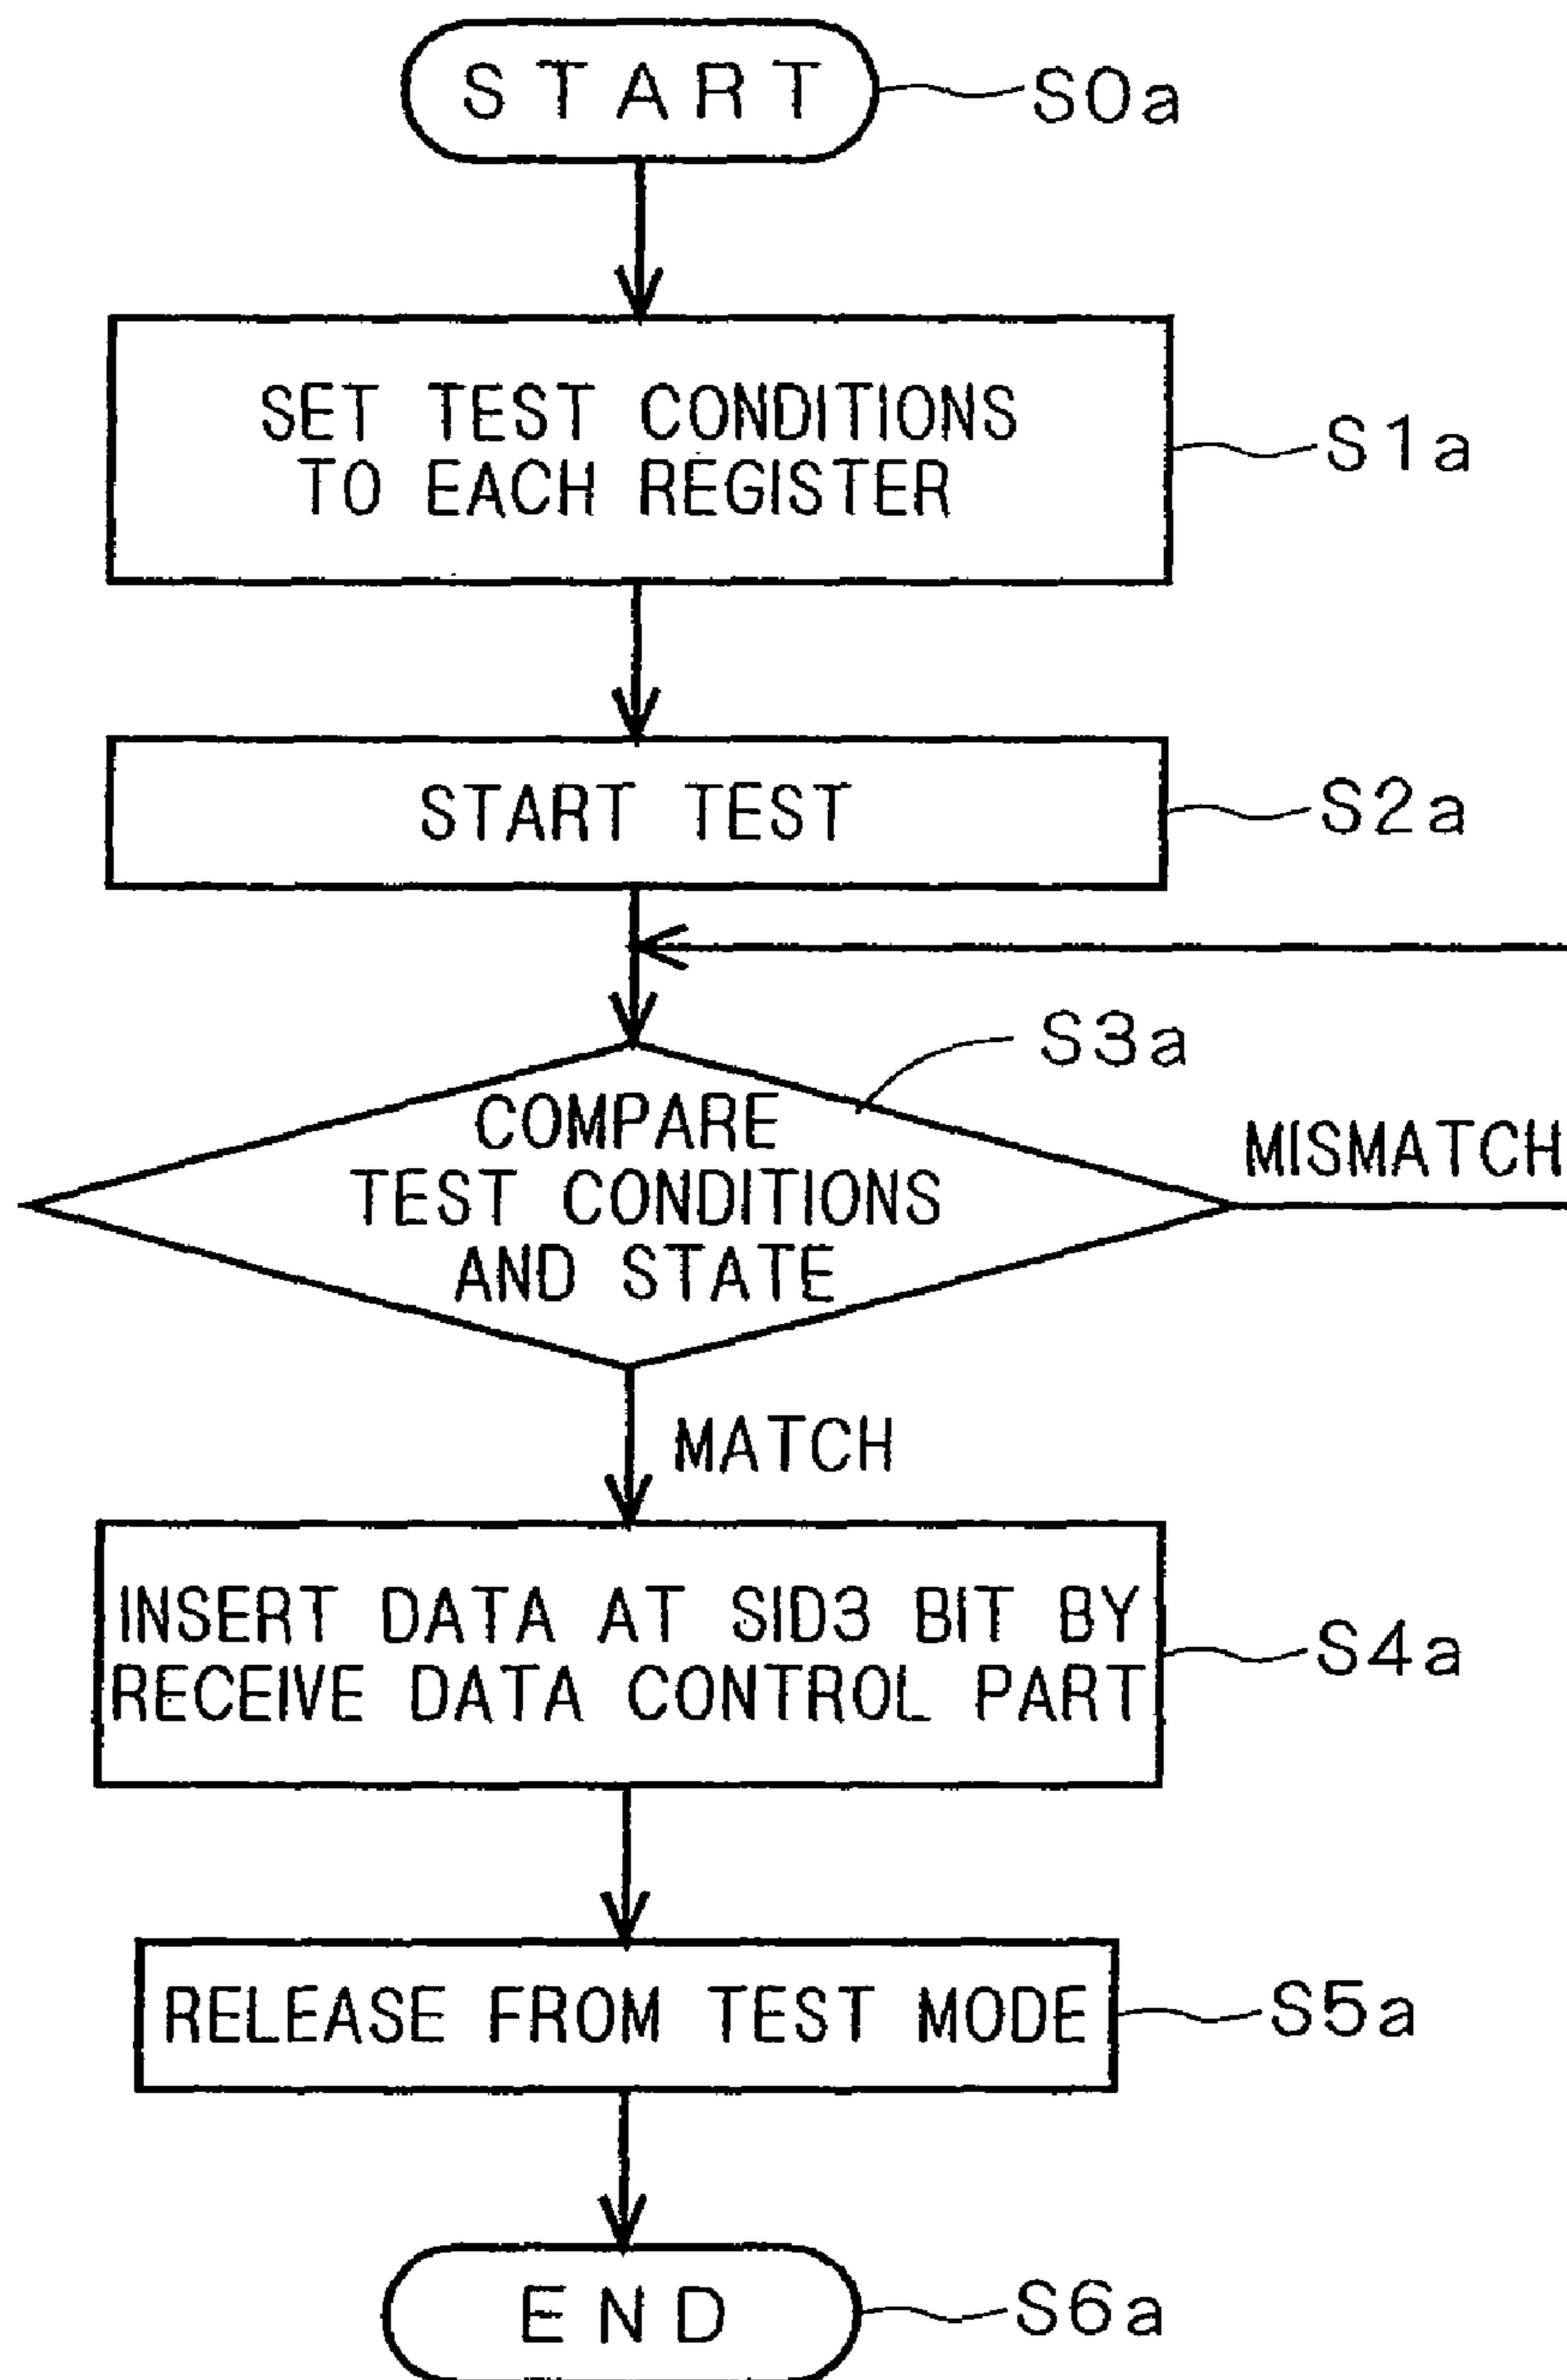 START
S0a
SET TEST CONDITIONS
TO EACH REGISTER
S1a
START TEST
S2a
S3a
COMPARE
TEST CONDITIONS
AND STATE
MISMATCH
MATCH
INSERT DATA AT SID3 BIT BY
RECEIVE DATA CONTROL PART
S4a
RELEASE FROM TEST MODE
S5a
END
S6a